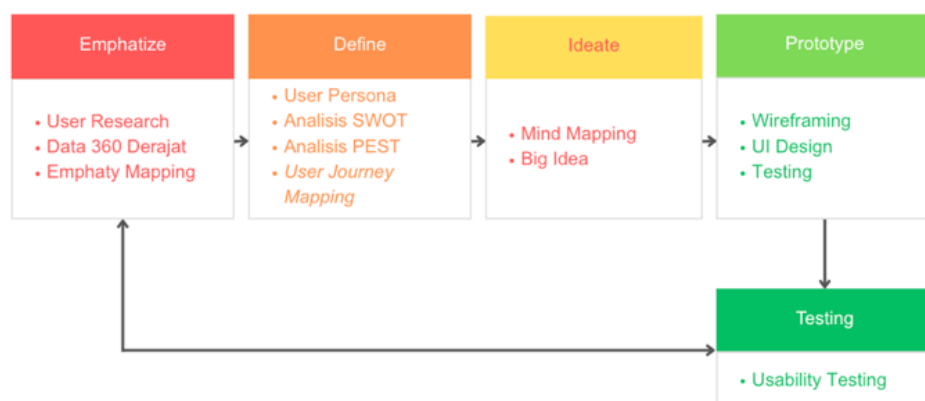 Emphatize
• User Research
• Data 360 Derajat
• Emphaty Mapping
Define
• User Persona
• Analisis SWOT
• Analisis PEST
• User Journey
Mapping
Ideate
• Mind Mapping
• Big Idea
Prototype
• Wireframing
• UI Design
• Testing
Testing
• Usability Testing